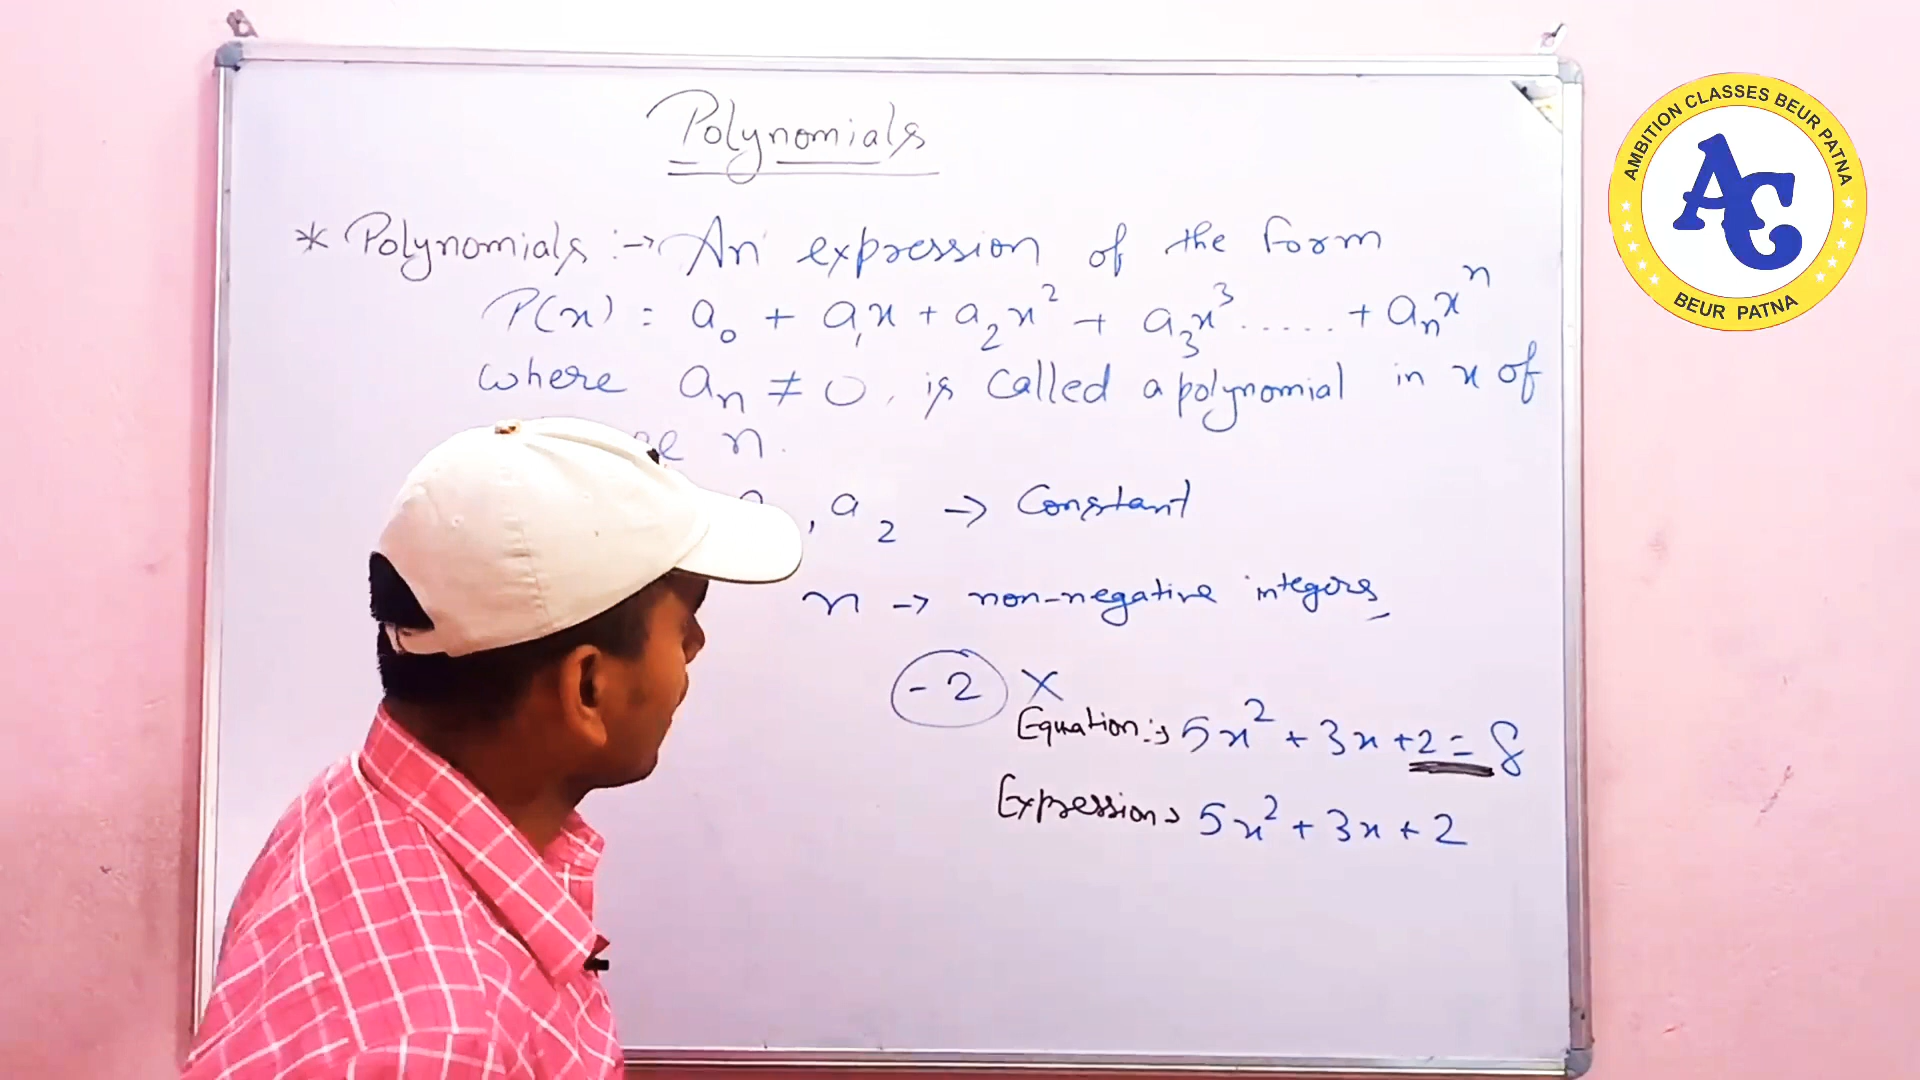 Polynomials
* Polynomials :→ An expression of the form
P(x) = a₀ + a₁x + a₂x² + a₃x³ ...... + aₙxⁿ
where aₙ ≠ 0, is called a polynomial in x of
n.
, a₂ → Constant
n → non-negative integers
-2 ×
Equation :→ 5x² + 3x + 2 = 8
Expression → 5x² + 3x + 2
AMBITION CLASSES BEUR PATNA
AC
BEUR PATNA